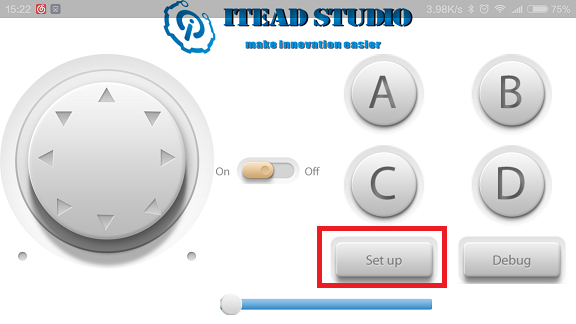 15:22
3.98K/s
75%
ITEAD STUDIO
make innovation easier
A
B
On
Off
C
D
Set up
Debug